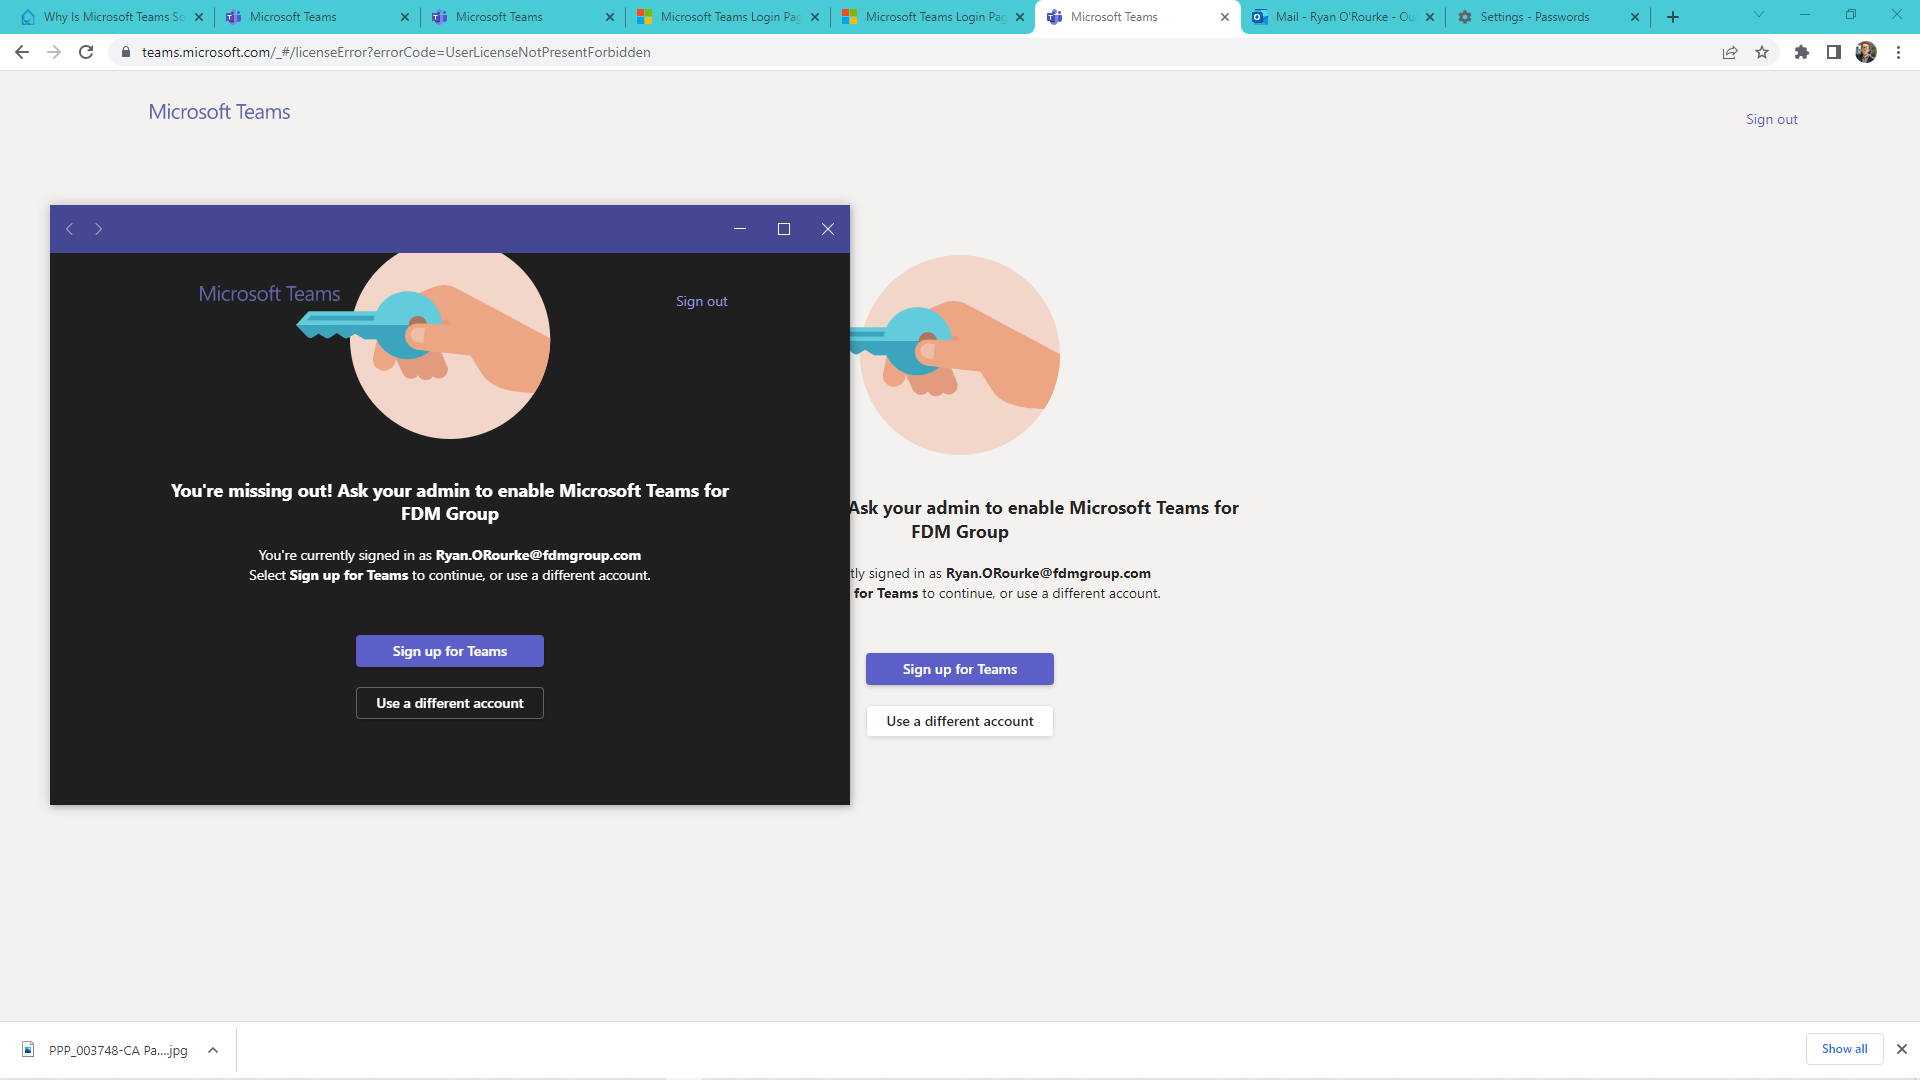 Why Is Microsoft Teams So
Microsoft Teams
Microsoft Teams
Microsoft Teams Login Pag
Microsoft Teams Login Pag
Microsoft Teams
Mail - Ryan O'Rourke - Ou
Settings - Passwords
teams.microsoft.com/_#/licenseError?errorCode=UserLicenseNotPresentForbidden
Microsoft Teams
Sign out
Microsoft Teams
Sign out
You're missing out! Ask your admin to enable Microsoft Teams for
FDM Group
You're currently signed in as Ryan.ORourke@fdmgroup.com
Select Sign up for Teams to continue, or use a different account.
Sign up for Teams
Use a different account
Ask your admin to enable Microsoft Teams for
FDM Group
tly signed in as Ryan.ORourke@fdmgroup.com
for Teams to continue, or use a different account.
Sign up for Teams
Use a different account
PPP_003748-CA Pa....jpg
Show all